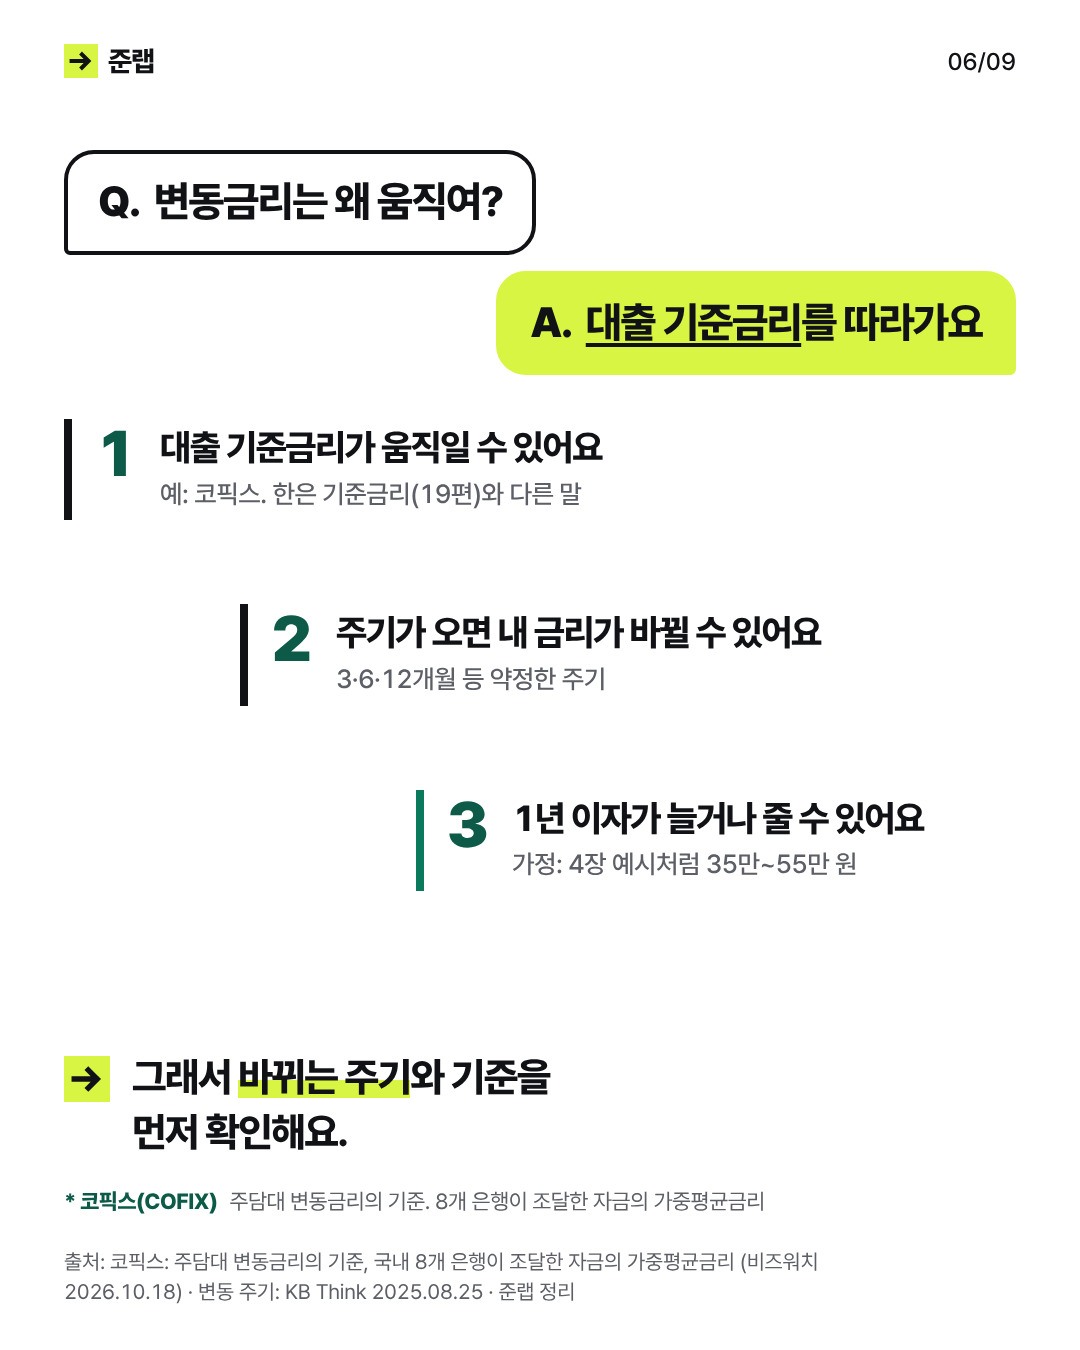 준랩
06/09
Q. 변동금리는 왜 움직여?
A. 대출 기준금리를 따라가요
1 대출 기준금리가 움직일 수 있어요
예: 코픽스. 한은 기준금리(19편)와 다른 말
2 주기가 오면 내 금리가 바뀔 수 있어요
3·6·12개월 등 약정한 주기
3 1년 이자가 늘거나 줄 수 있어요
가정: 4장 예시처럼 35만~55만 원
그래서 바뀌는 주기와 기준을
먼저 확인해요.
* 코픽스(COFIX) 주담대 변동금리의 기준. 8개 은행이 조달한 자금의 가중평균금리
출처: 코픽스: 주담대 변동금리의 기준, 국내 8개 은행이 조달한 자금의 가중평균금리 (비즈워치
2026.10.18) · 변동 주기: KB Think 2025.08.25 · 준랩 정리